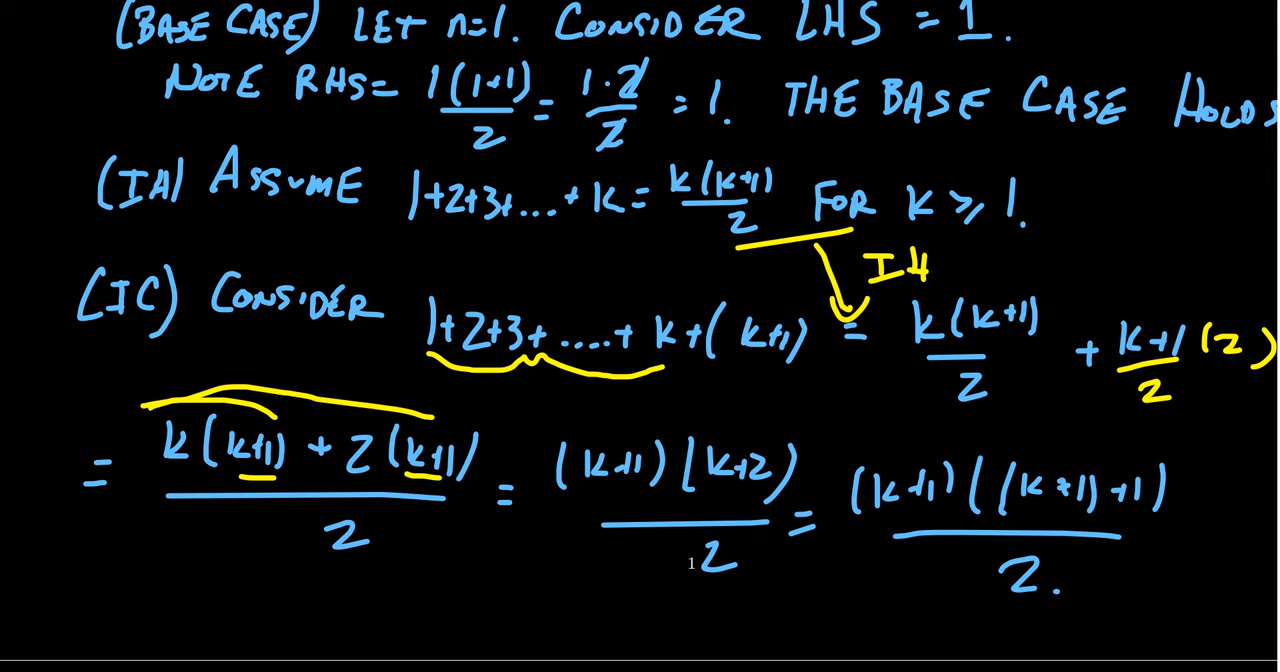 (BASE CASE) LET n=1. CONSIDER LHS = 1.
NOTE RHS= 1(1+1)/2 = 1·2/2 = 1. THE BASE CASE HOLDS
(IA) ASSUME 1+2+3+....+ k= k(k+1)/2 FOR k ≥ 1.
IH
(IC) CONSIDER 1+2+3+.....+ k+(k+1) = k(k+1)/2 + k+1/2 (2)
= k(k+1) + 2(k+1)/2 = (k+1)(k+2)/2 = (k+1)((k+1)+1)/2.
1